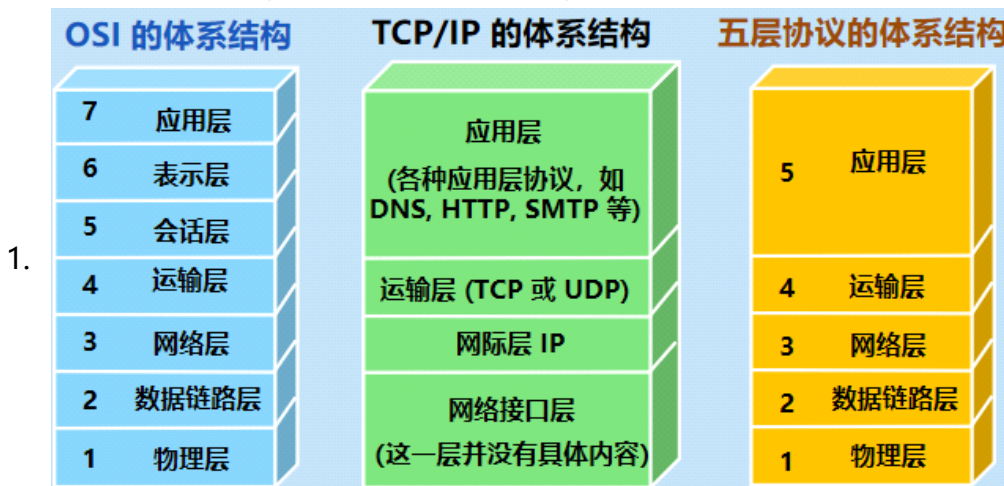 OSI 的体系结构
TCP/IP 的体系结构
五层协议的体系结构
1.
7 应用层
6 表示层
5 会话层
4 运输层
3 网络层
2 数据链路层
1 物理层
应用层
(各种应用层协议, 如
DNS, HTTP, SMTP 等)
运输层 (TCP 或 UDP)
网际层 IP
网络接口层
(这一层并没有具体内容)
5 应用层
4 运输层
3 网络层
2 数据链路层
1 物理层